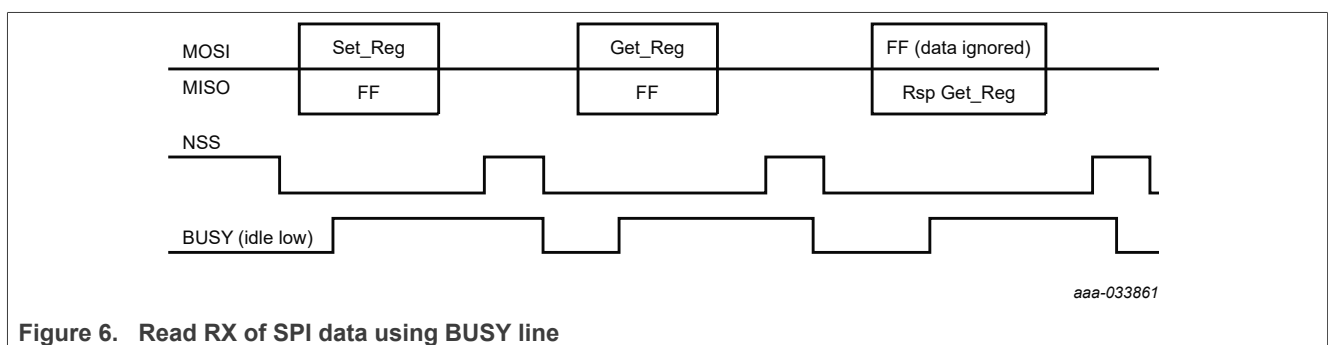 MOSI
Set_Reg
Get_Reg
FF (data ignored)
MISO
FF
FF
Rsp Get_Reg
NSS
BUSY (idle low)
aaa-033861
Figure 6. Read RX of SPI data using BUSY line